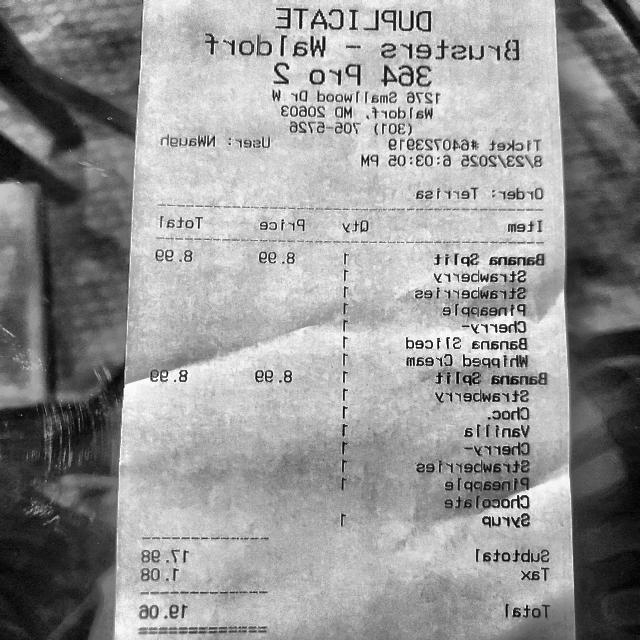 DUPLICATE
Brusters - Waldorf
364 Pro 2
1276 Smallwood Dr W
Waldorf, MD 20603
(301) 705-5726
Ticket #640723919 User: NWaugh
8/23/2025 6:03:05 PM
Order: Terrisa
Item Qty Price Total
Banana Split 1 8.99 8.99
Strawberry 1
Strawberries 1
Pineapple 1
Cherry- 1
Banana Sliced 1
Whipped Cream 1
Banana Split 1 8.99 8.99
Strawberry 1
Choc. 1
Vanilla 1
Cherry- 1
Strawberries 1
Pineapple 1
Chocolate
Syrup 1
Subtotal 17.98
Tax 1.08
Total 19.06